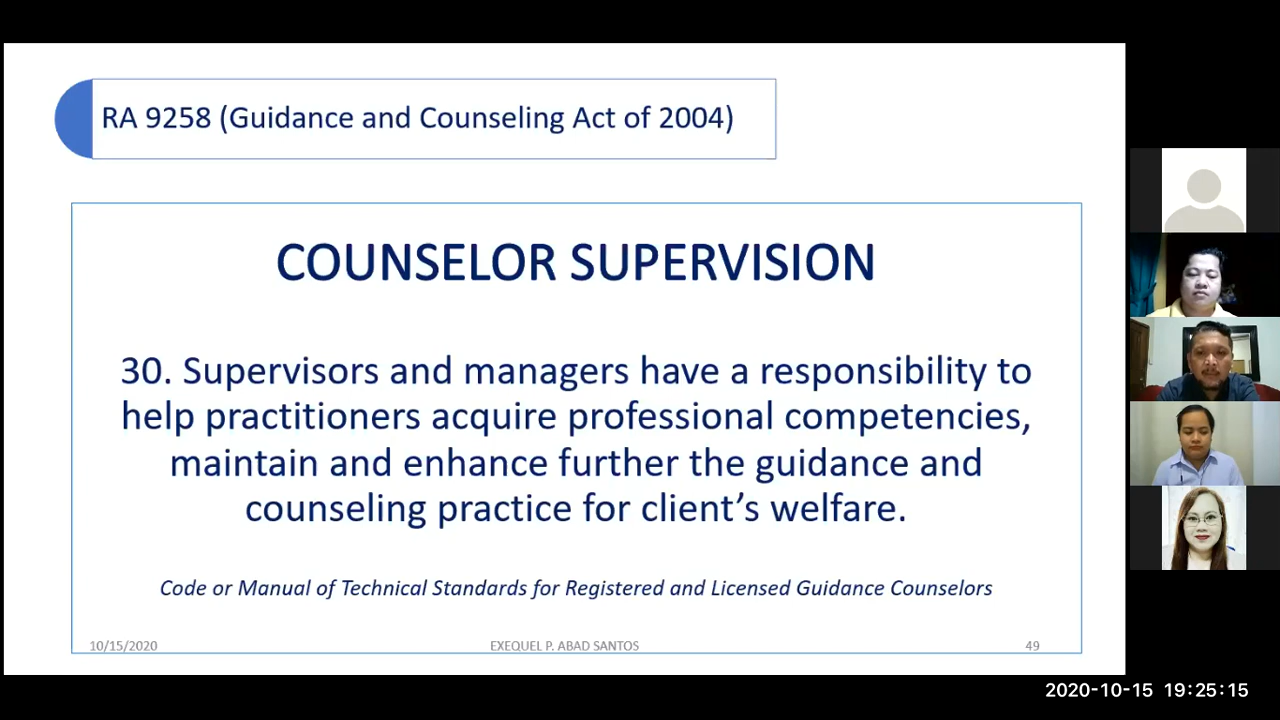 RA 9258 (Guidance and Counseling Act of 2004)
COUNSELOR SUPERVISION
30. Supervisors and managers have a responsibility to
help practitioners acquire professional competencies,
maintain and enhance further the guidance and
counseling practice for client’s welfare.
Code or Manual of Technical Standards for Registered and Licensed Guidance Counselors
10/15/2020 EXEQUEL P. ABAD SANTOS 49
2020-10-15 19:25:15